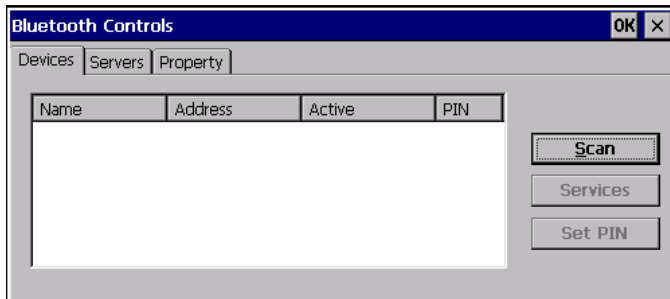 Bluetooth Controls OK ×
Devices Servers Property
Name Address Active PIN
Scan
Services
Set PIN